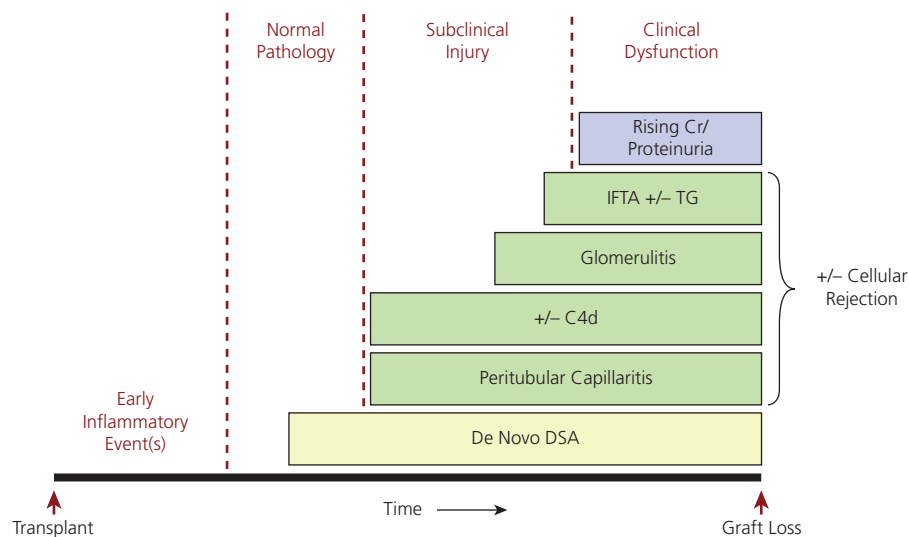 Normal
Pathology
Subclinical
Injury
Clinical
Dysfunction
Rising Cr/
Proteinuria
IFTA +/– TG
Glomerulitis
+/– C4d
Peritubular Capillaritis
+/– Cellular
Rejection
Early
Inflammatory
Event(s)
De Novo DSA
Time
Transplant
Graft Loss